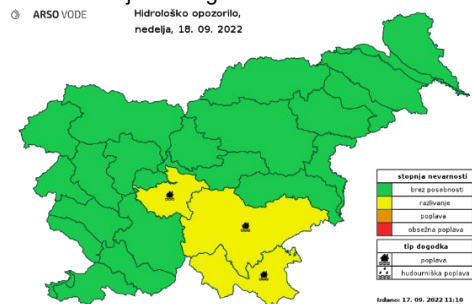 ARSO VODE
Hidrološko opozorilo,
nedelja, 18. 09. 2022
stopnja nevarnosti
brez posebnosti
razlivanje
poplava
obsežna poplava
tip dogodka
poplava
hudourniška poplava
Izdano: 17. 09. 2022 11:10